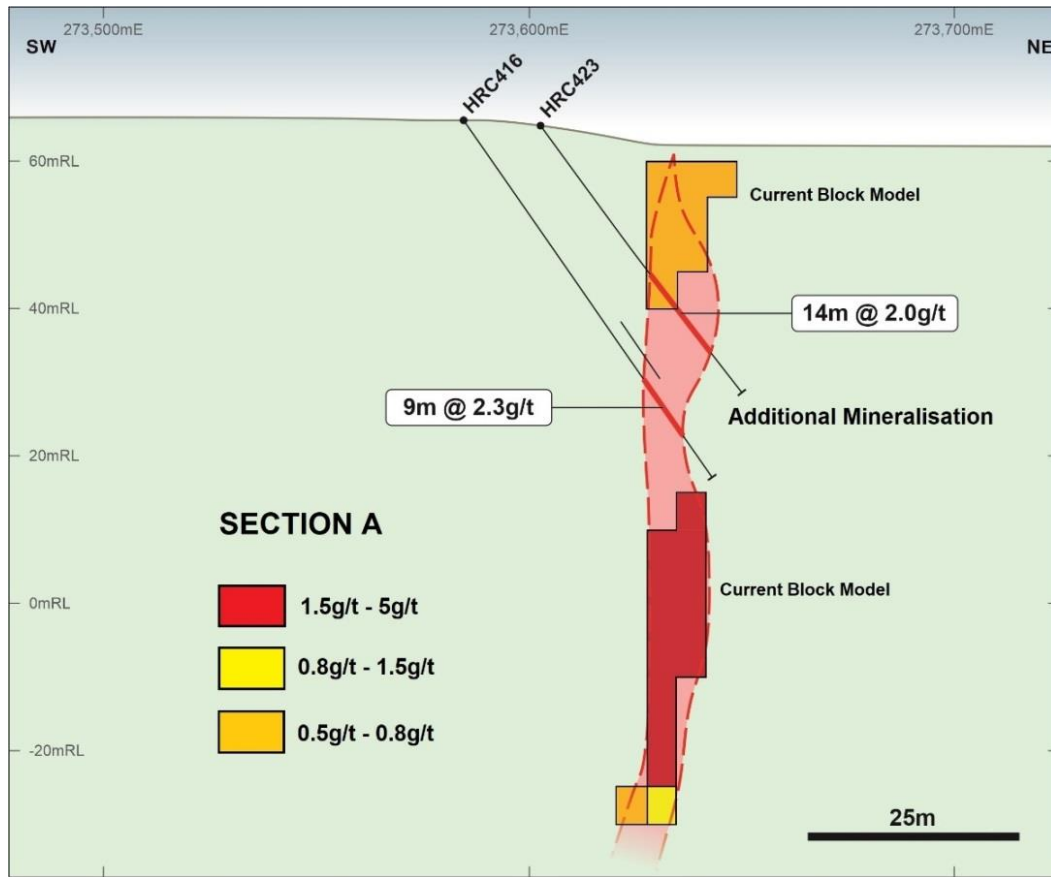 273,500mE
273,600mE
273,700mE
SW
NE
HRC416
HRC423
60mRL
Current Block Model
40mRL
14m @ 2.0g/t
9m @ 2.3g/t
Additional Mineralisation
20mRL
SECTION A
1.5g/t - 5g/t
0mRL
Current Block Model
0.8g/t - 1.5g/t
0.5g/t - 0.8g/t
-20mRL
25m